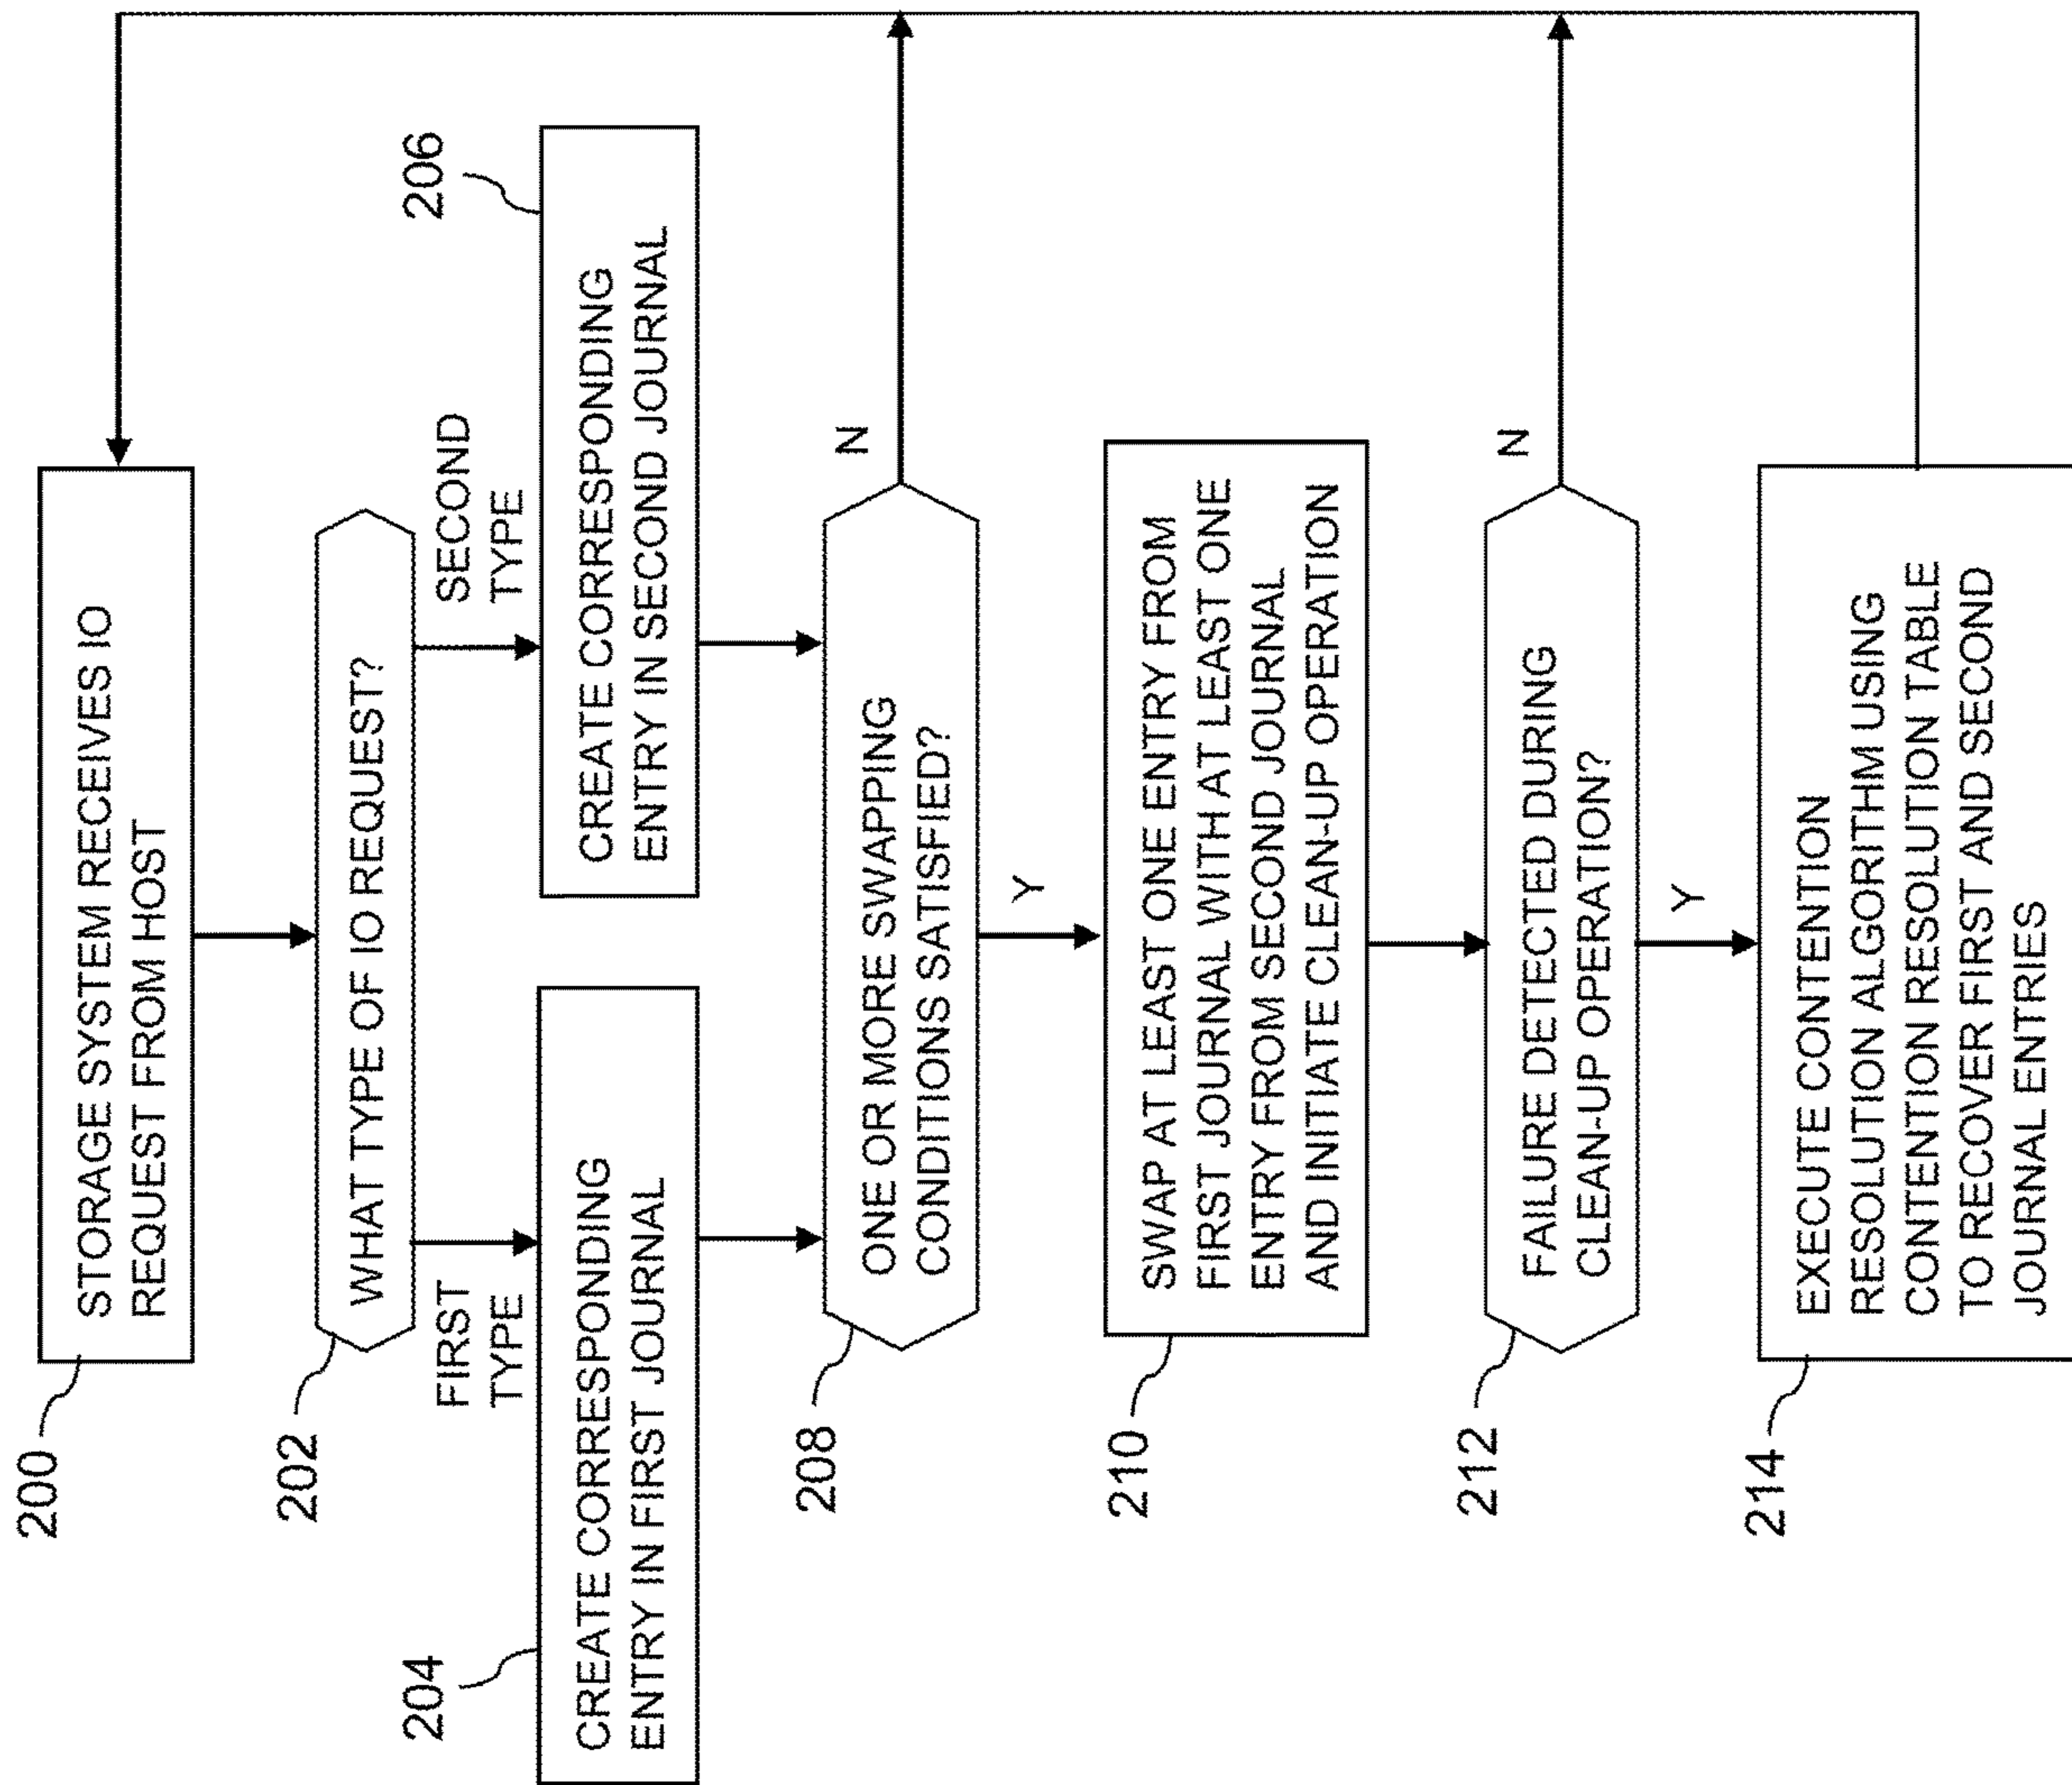 200
STORAGE SYSTEM RECEIVES IO
REQUEST FROM HOST
202
WHAT TYPE OF IO REQUEST?
FIRST
TYPE
SECOND
TYPE
204
CREATE CORRESPONDING
ENTRY IN FIRST JOURNAL
206
CREATE CORRESPONDING
ENTRY IN SECOND JOURNAL
208
ONE OR MORE SWAPPING
CONDITIONS SATISFIED?
N
Y
210
SWAP AT LEAST ONE ENTRY FROM
FIRST JOURNAL WITH AT LEAST ONE
ENTRY FROM SECOND JOURNAL
AND INITIATE CLEAN-UP OPERATION
212
FAILURE DETECTED DURING
CLEAN-UP OPERATION?
N
Y
214
EXECUTE CONTENTION
RESOLUTION ALGORITHM USING
CONTENTION RESOLUTION TABLE
TO RECOVER FIRST AND SECOND
JOURNAL ENTRIES